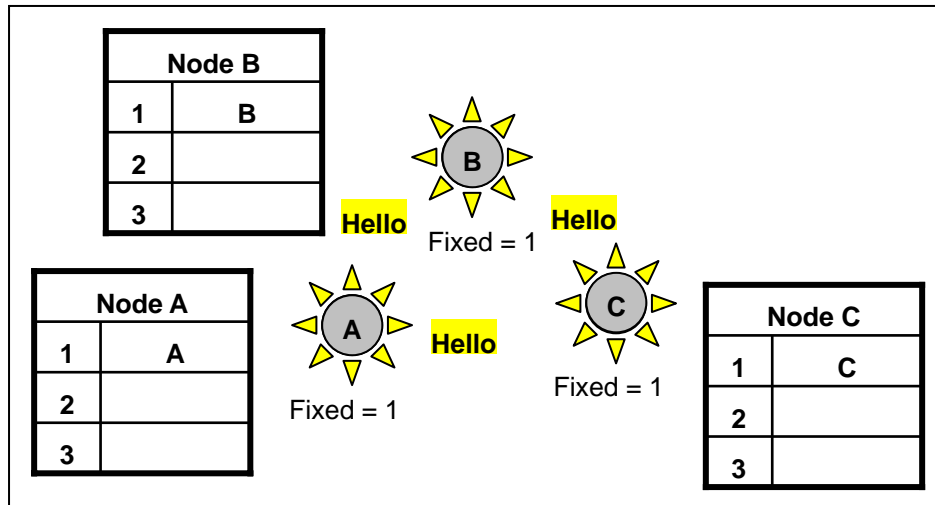 Node B
1 B
2
3
B
Hello
Hello
Fixed = 1
Node A
1 A
2
3
A
Hello
Fixed = 1
C
Fixed = 1
Node C
1 C
2
3